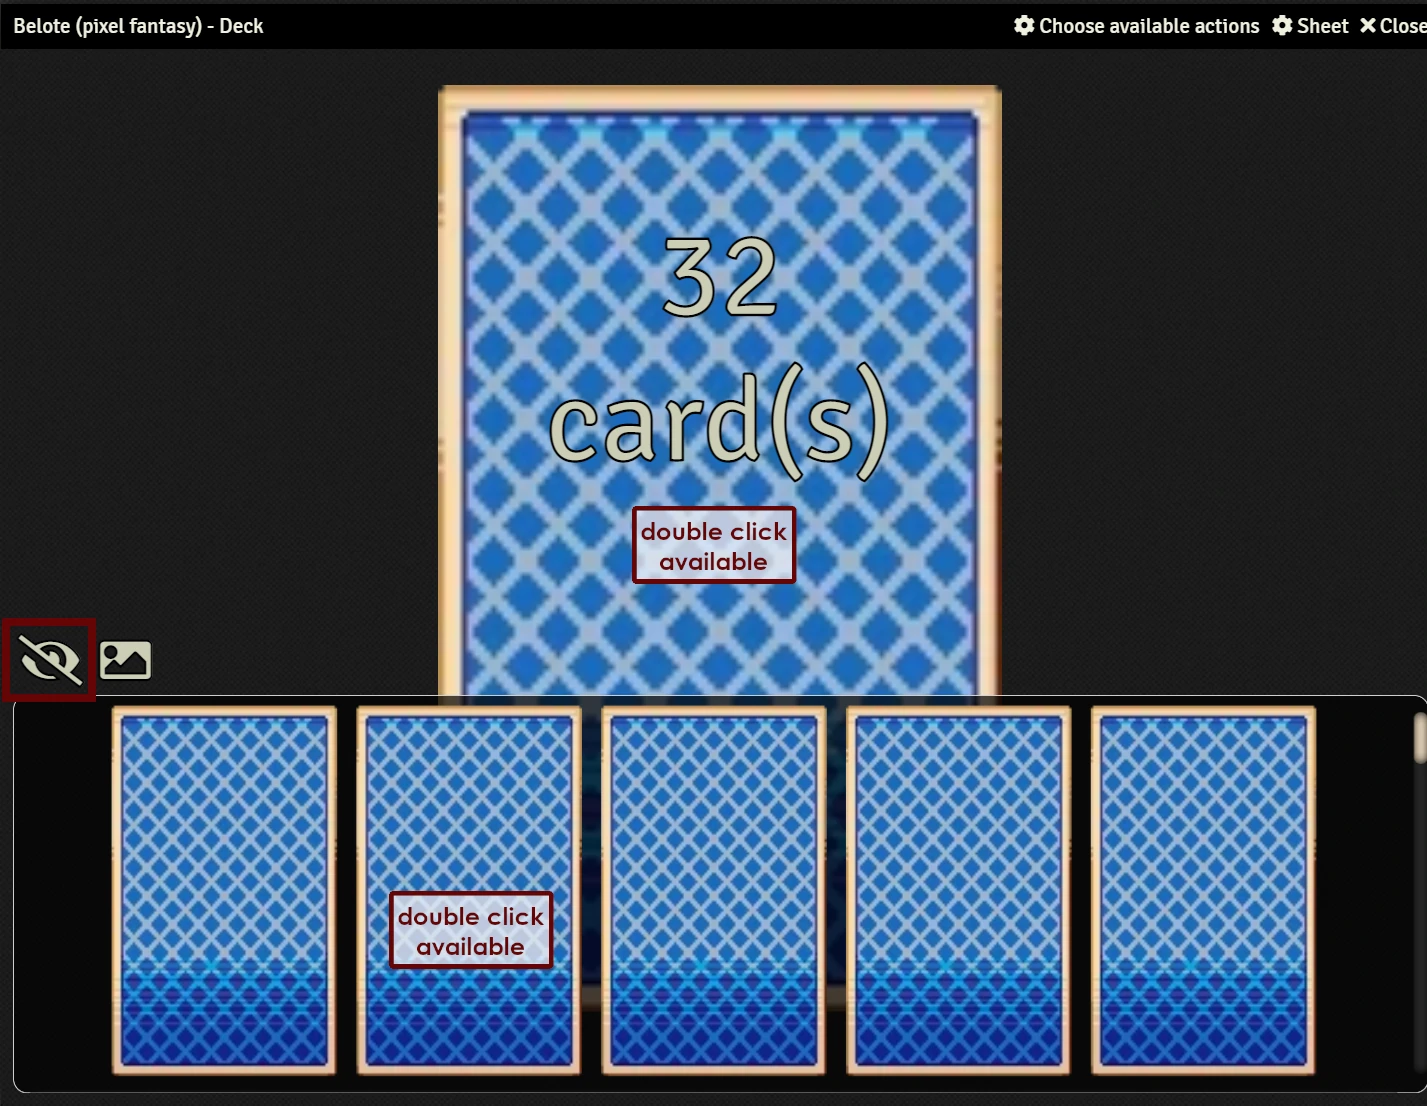 Belote (pixel fantasy) - Deck
Choose available actions Sheet Close
32
card(s)
double click
available
double click
available